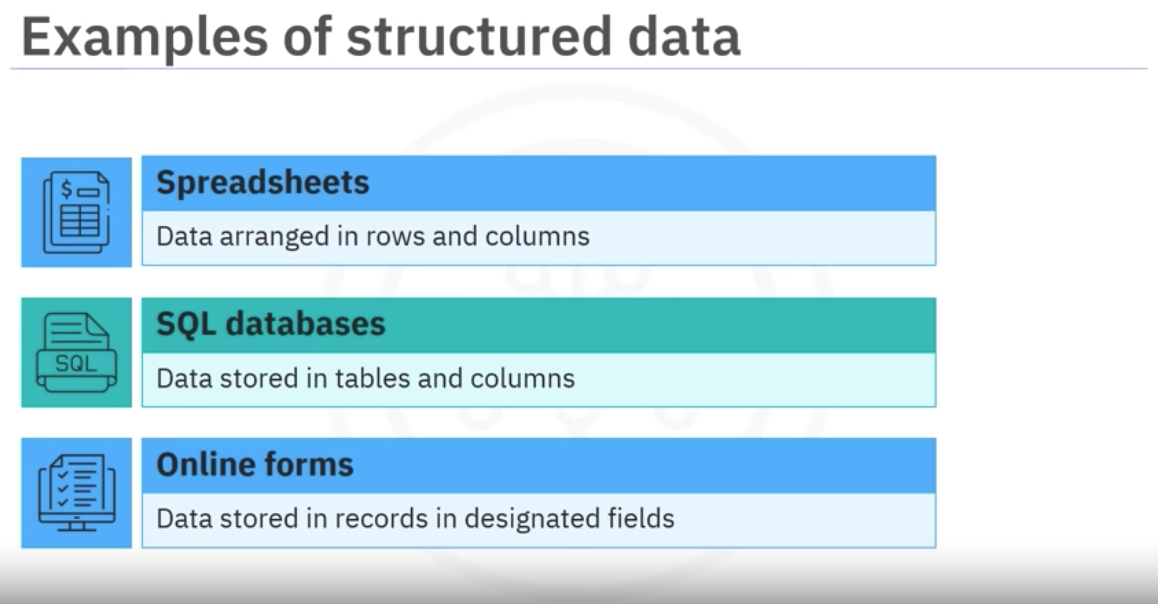 Examples of structured data
$
Spreadsheets
Data arranged in rows and columns
SQL
SQL databases
Data stored in tables and columns
Online forms
Data stored in records in designated fields